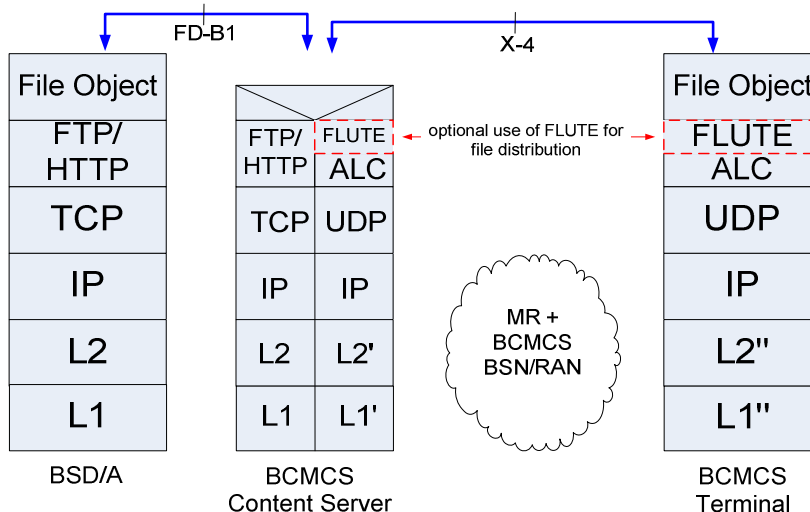 FD-B1
X-4
File Object
FTP/
HTTP
TCP
IP
L2
L1
BSD/A
FTP/
HTTP
TCP
IP
L2
L1
FLUTE
ALC
UDP
IP
L2'
L1'
BCMCS
Content Server
optional use of FLUTE for
file distribution
MR +
BCMCS
BSN/RAN
File Object
FLUTE
ALC
UDP
IP
L2"
L1"
BCMCS
Terminal